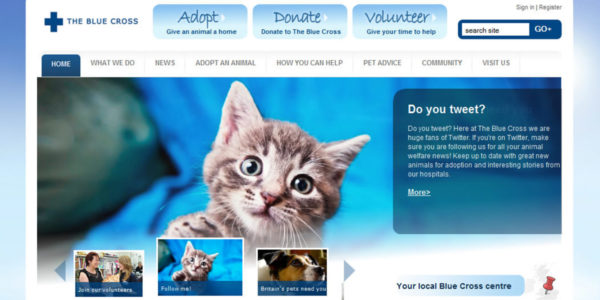 Sign in | Register
THE BLUE CROSS
Adopt
Give an animal a home
Donate
Donate to The Blue Cross
Volunteer
Give your time to help
search site
GO+
HOME
WHAT WE DO
NEWS
ADOPT AN ANIMAL
HOW YOU CAN HELP
PET ADVICE
COMMUNITY
VISIT US
Do you tweet?
Do you tweet? Here at The Blue Cross we are
huge fans of Twitter. If you're on Twitter, make
sure you are following us for all your animal
welfare news! Keep up to date with great new
animals for adoption and interesting stories from
our hospitals.
More>
Join our volunteers
Follow me!
Britain's pets need you
Your local Blue Cross centre